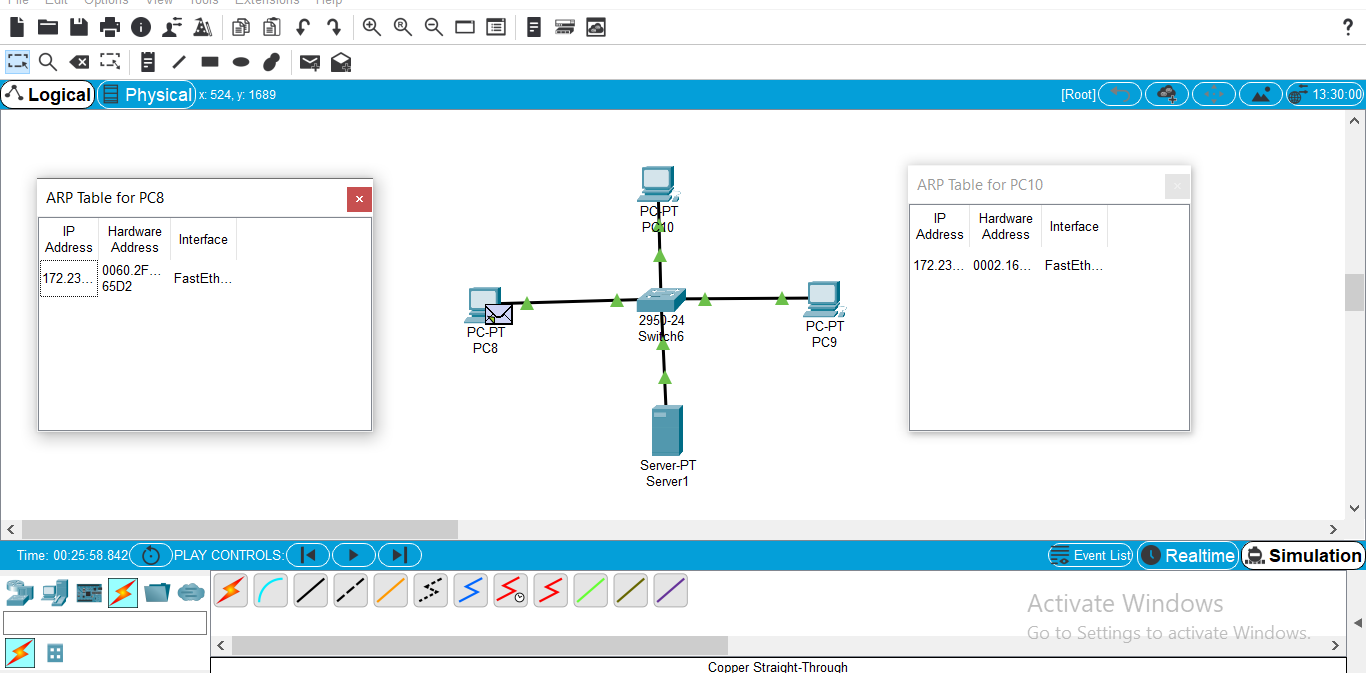 File Edit Options View Tools Extensions Help
?
Logical
Physical
x: 524, y: 1689
[Root]
13:30:00
ARP Table for PC8
×
IP
Address
Hardware
Address
Interface
172.23...
0060.2F...
65D2
FastEth...
PC-PT
PC10
PC-PT
PC8
2950-24
Switch6
PC-PT
PC9
Server-PT
Server1
ARP Table for PC10
IP
Address
Hardware
Address
Interface
172.23...
0002.16...
FastEth...
Time: 00:25:58.842
PLAY CONTROLS:
Event List
Realtime
Simulation
Activate Windows
Go to Settings to activate Windows.
Copper Straight-Through